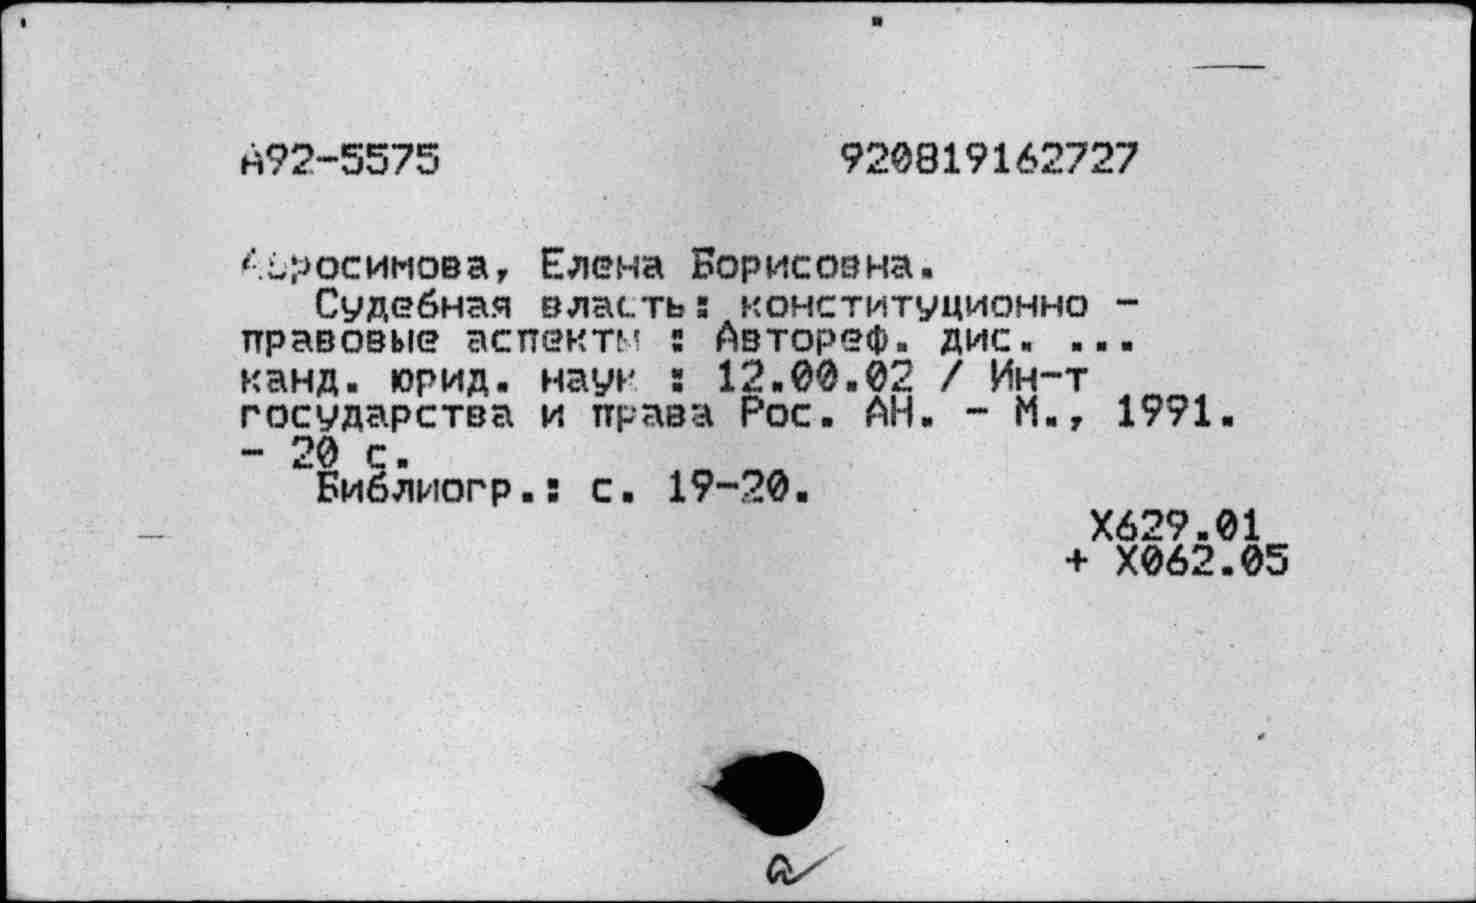 А92-5575 920819162727
Абросимова, Елена Борисовна.
Судебная власть: конституционно -
правовые аспекты : Автореф. дис. ...
канд. юрид. наук : 12.00.02 / Ин-т
государства и права Рос. АН. - М., 1991.
- 20 с.
Библиогр.: с. 19-20.
Х629.01
+ Х062.05